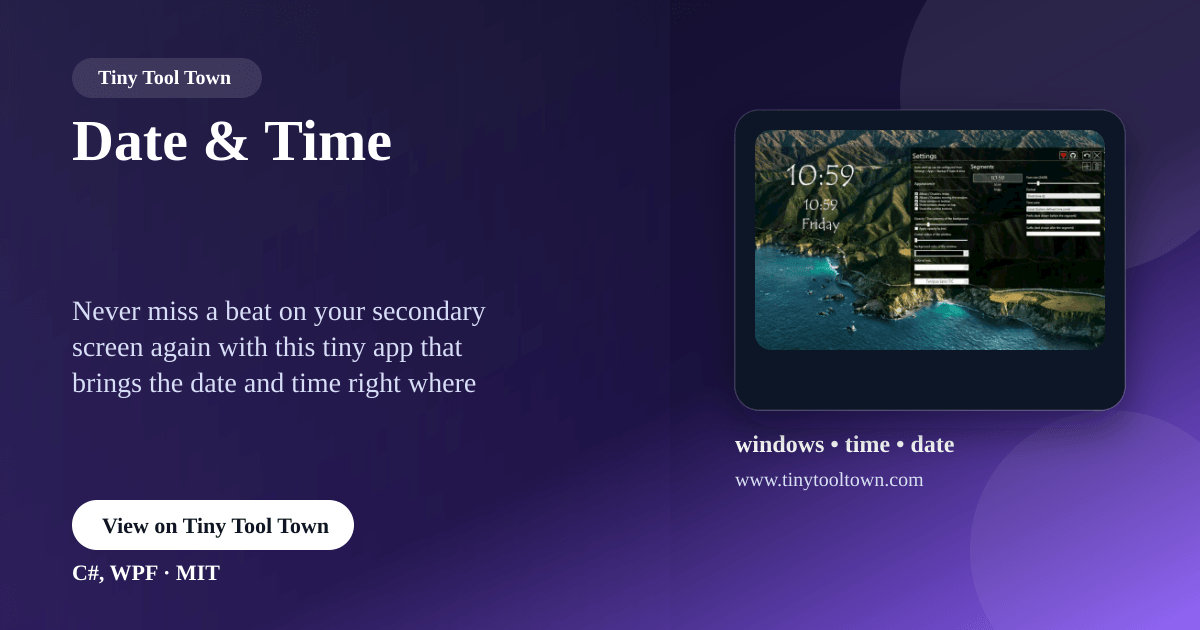 Tiny Tool Town
Date & Time
Never miss a beat on your secondary
screen again with this tiny app that
brings the date and time right where
View on Tiny Tool Town
C#, WPF · MIT
10:59
10:59
Friday
Settings
Segments
Appearance
windows • time • date
www.tinytooltown.com